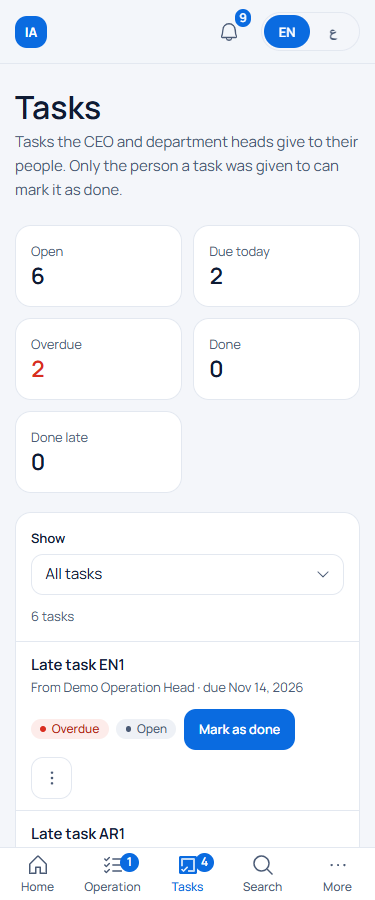 IA
9
EN
ع
Tasks
Tasks the CEO and department heads give to their
people. Only the person a task was given to can
mark it as done.
Open
6
Due today
2
Overdue
2
Done
0
Done late
0
Show
All tasks
6 tasks
Late task EN1
From Demo Operation Head · due Nov 14, 2026
Overdue
Open
Mark as done
Late task AR1
1
4
Home
Operation
Tasks
Search
More